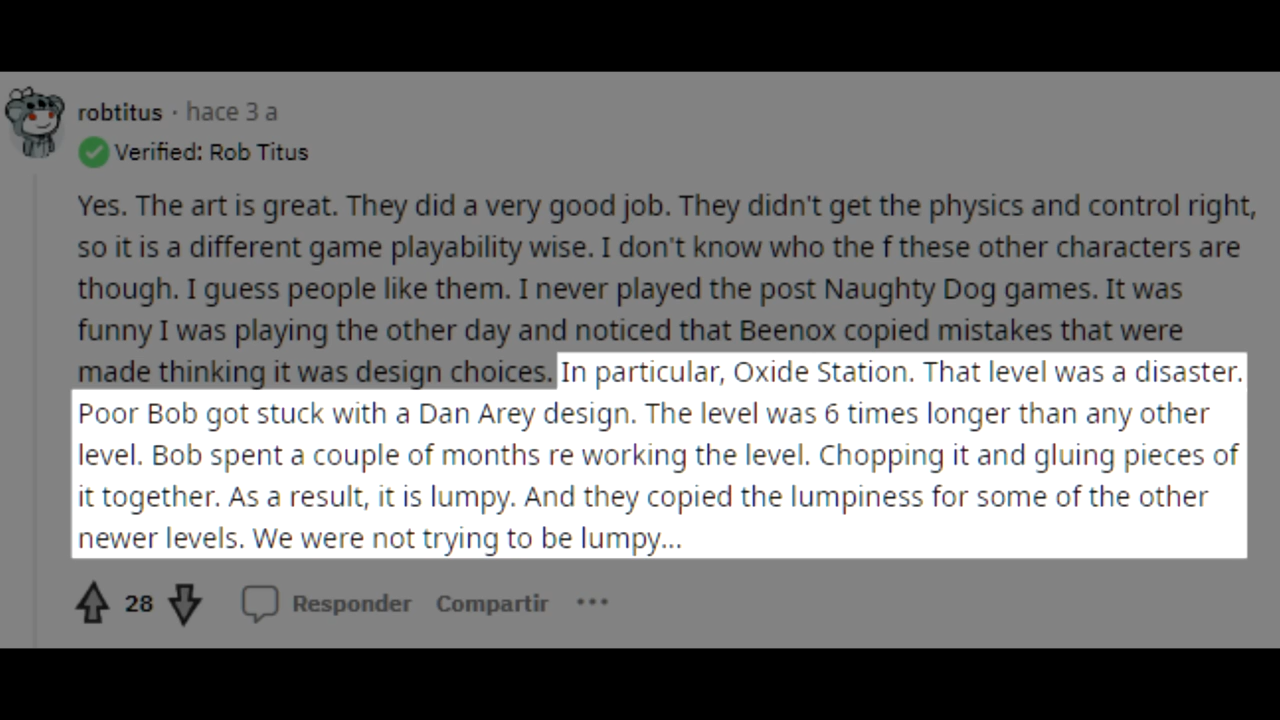 robtitus · hace 3 a
Verified: Rob Titus
Yes. The art is great. They did a very good job. They didn't get the physics and control right,
so it is a different game playability wise. I don't know who the f these other characters are
though. I guess people like them. I never played the post Naughty Dog games. It was
funny I was playing the other day and noticed that Beenox copied mistakes that were
made thinking it was design choices. In particular, Oxide Station. That level was a disaster.
Poor Bob got stuck with a Dan Arey design. The level was 6 times longer than any other
level. Bob spent a couple of months re working the level. Chopping it and gluing pieces of
it together. As a result, it is lumpy. And they copied the lumpiness for some of the other
newer levels. We were not trying to be lumpy...
28 Responder Compartir ···